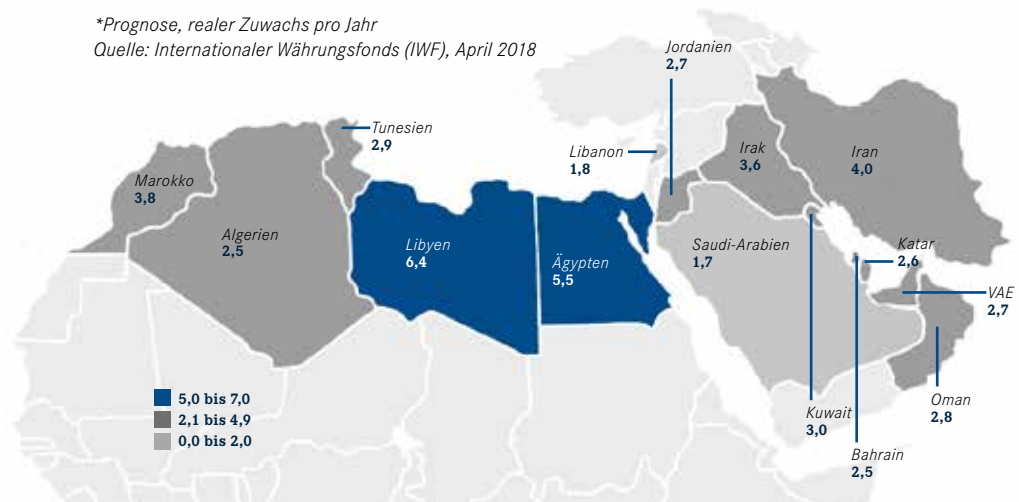 *Prognose, realer Zuwachs pro Jahr
Quelle: Internationaler Währungsfonds (IWF), April 2018
Jordanien
2,7
Tunesien
2,9
Libanon
1,8
Irak
3,6
Iran
4,0
Marokko
3,8
Algerien
2,5
Libyen
6,4
Ägypten
5,5
Saudi-Arabien
1,7
Katar
2,6
VAE
2,7
Oman
2,8
Kuwait
3,0
Bahrain
2,5
5,0 bis 7,0
2,1 bis 4,9
0,0 bis 2,0